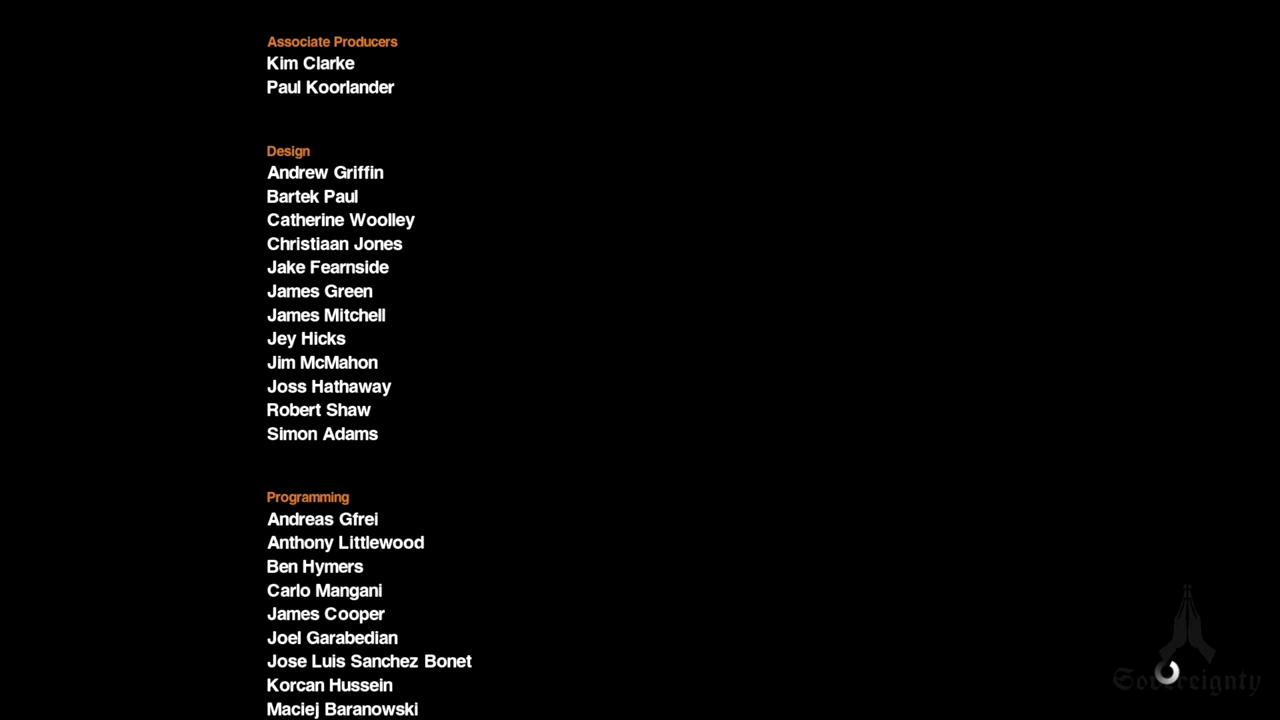 Associate Producers
Kim Clarke
Paul Koorlander
Design
Andrew Griffin
Bartek Paul
Catherine Woolley
Christiaan Jones
Jake Fearnside
James Green
James Mitchell
Jey Hicks
Jim McMahon
Joss Hathaway
Robert Shaw
Simon Adams
Programming
Andreas Gfrei
Anthony Littlewood
Ben Hymers
Carlo Mangani
James Cooper
Joel Garabedian
Jose Luis Sanchez Bonet
Korcan Hussein
Maciej Baranowski
Sovereignty